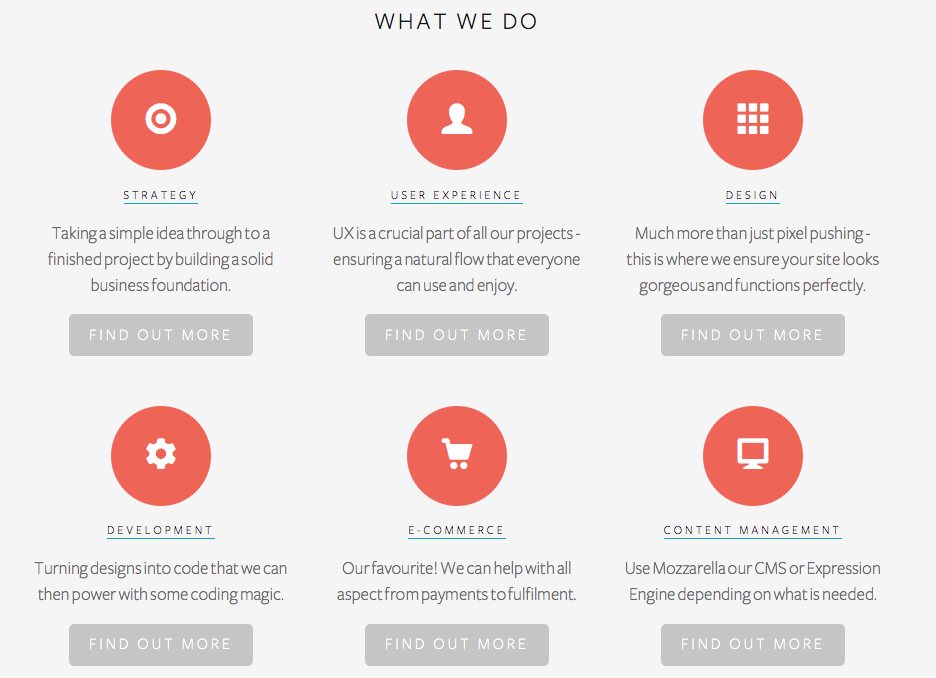 WHAT WE DO
STRATEGY
Taking a simple idea through to a
finished project by building a solid
business foundation.
FIND OUT MORE
USER EXPERIENCE
UX is a crucial part of all our projects -
ensuring a natural flow that everyone
can use and enjoy.
FIND OUT MORE
DESIGN
Much more than just pixel pushing -
this is where we ensure your site looks
gorgeous and functions perfectly.
FIND OUT MORE
DEVELOPMENT
Turning designs into code that we can
then power with some coding magic.
FIND OUT MORE
E-COMMERCE
Our favourite! We can help with all
aspect from payments to fulfilment.
FIND OUT MORE
CONTENT MANAGEMENT
Use Mozzarella our CMS or Expression
Engine depending on what is needed.
FIND OUT MORE